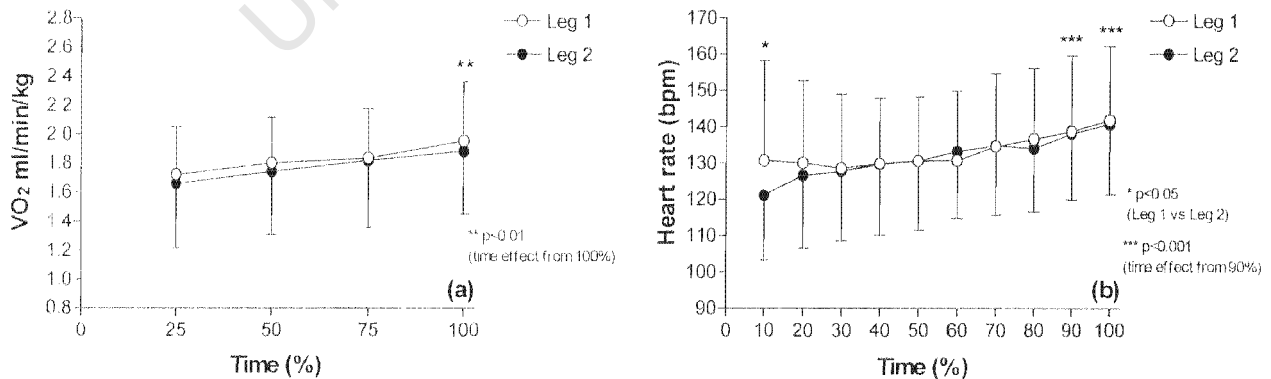 2.8
2.6
2.4
2.2
2.0
1.8
1.6
1.4
1.2
1.0
0.8
VO2 ml/min/kg
Leg 1
Leg 2
**
** p<0.01
(time effect from 100%)
(a)
0 25 50 75 100
Time (%)
170
160
150
140
130
120
110
100
90
Heart rate (bpm)
Leg 1
Leg 2
*
***
***
* p<0.05
(Leg 1 vs Leg 2)
*** p<0.001
(time effect from 90%)
(b)
0 10 20 30 40 50 60 70 80 90 100
Time (%)